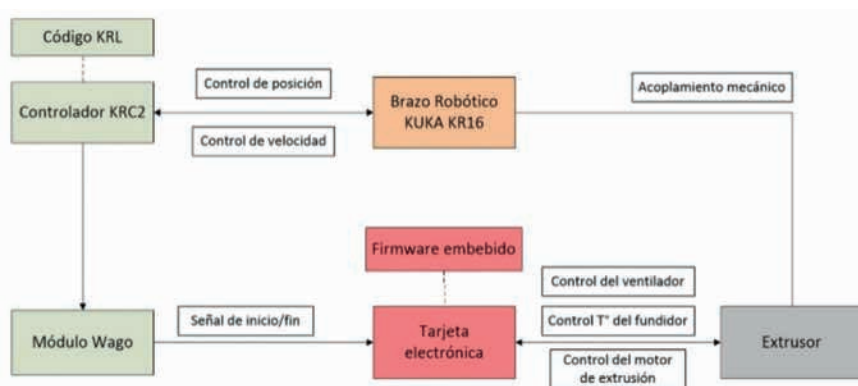 Código KRL
Control de posición
Acoplamiento mecánico
Controlador KRC2
Brazo Robótico
KUKA KR16
Control de velocidad
Firmware embebido
Control del ventilador
Señal de inicio/fin
Control T° del fundidor
Módulo Wago
Tarjeta
electrónica
Extrusor
Control del motor
de extrusión